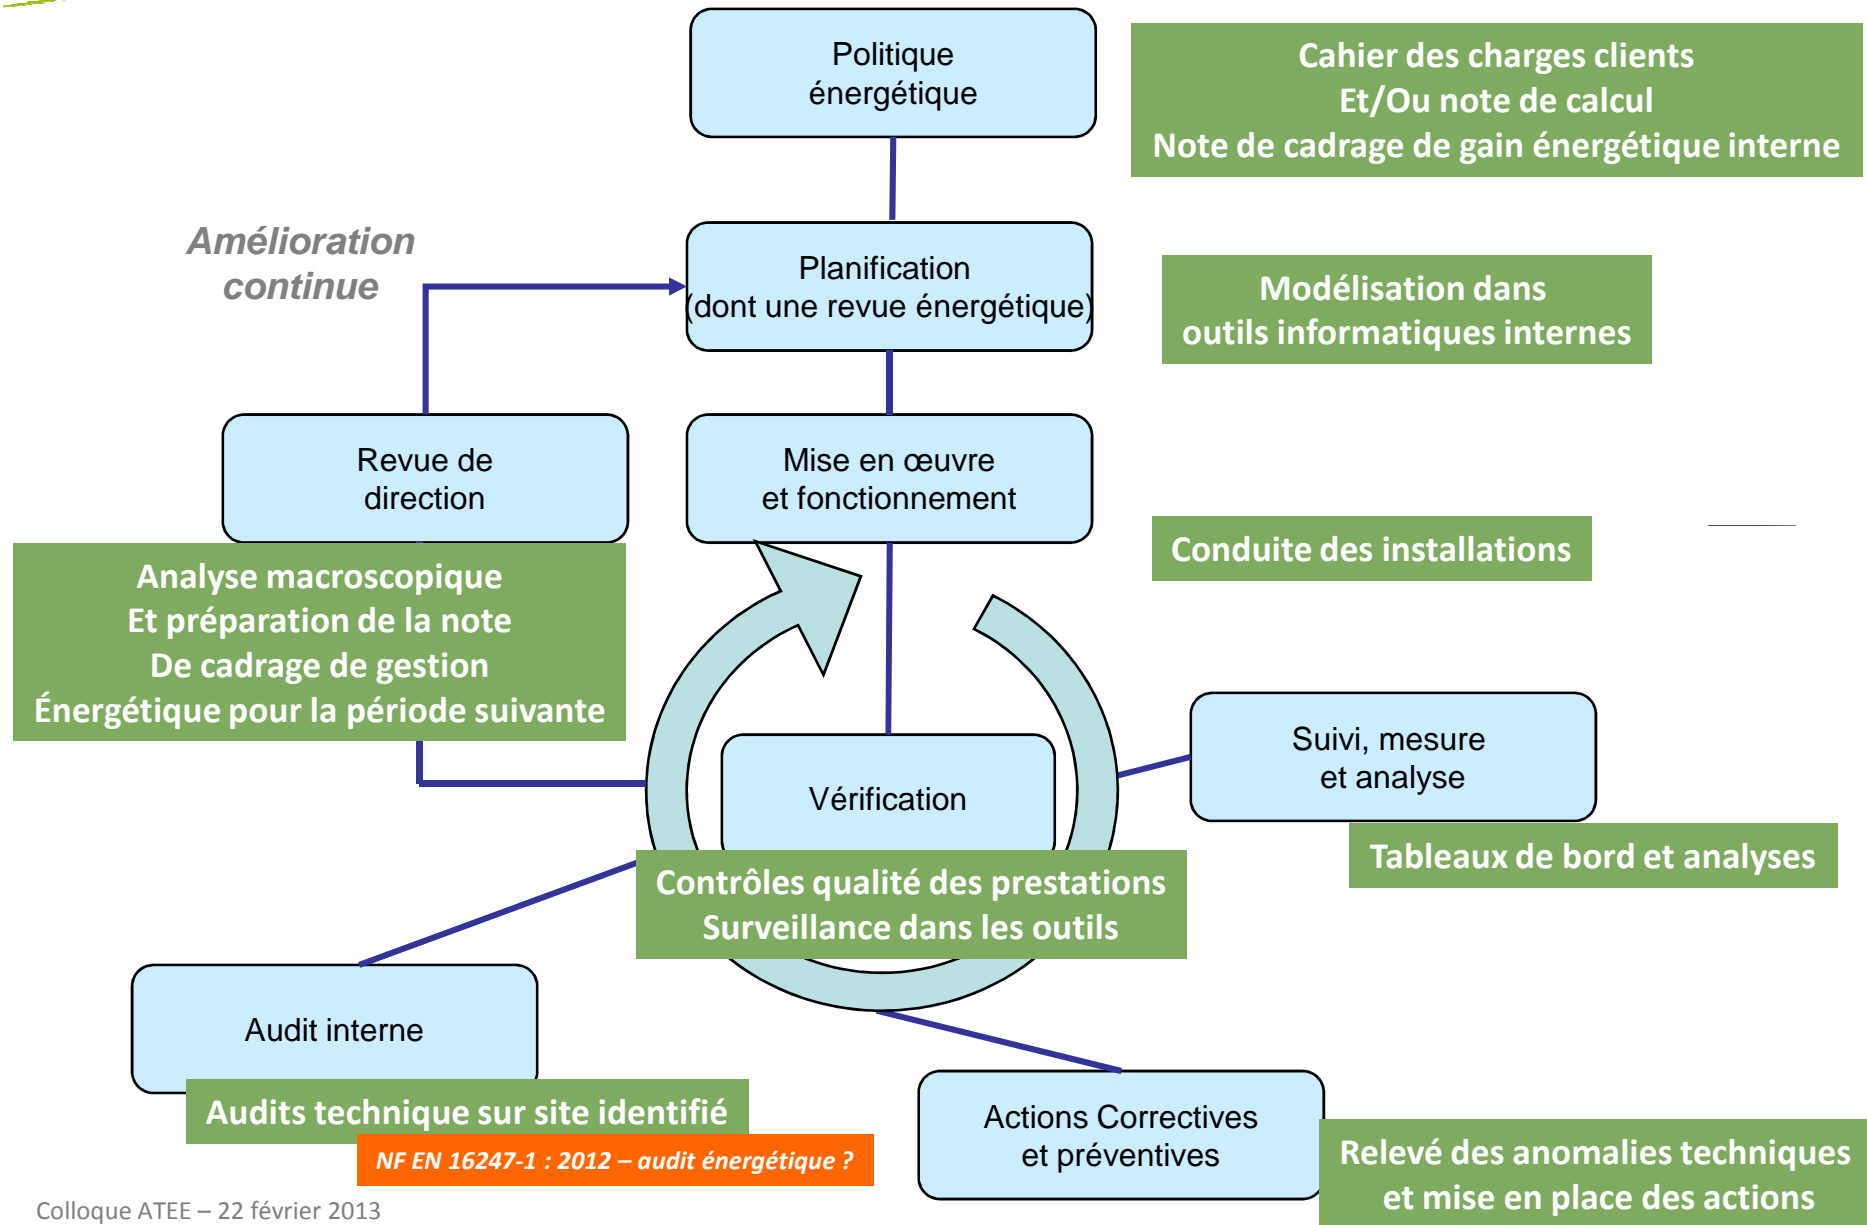 Politique
énergétique
Cahier des charges clients
Et/Ou note de calcul
Note de cadrage de gain énergétique interne
Amélioration
continue
Planification
(dont une revue énergétique)
Modélisation dans
outils informatiques internes
Revue de
direction
Mise en œuvre
et fonctionnement
Conduite des installations
Analyse macroscopique
Et préparation de la note
De cadrage de gestion
Énergétique pour la période suivante
Suivi, mesure
et analyse
Vérification
Tableaux de bord et analyses
Contrôles qualité des prestations
Surveillance dans les outils
Audit interne
Audits technique sur site identifié
NF EN 16247-1 : 2012 – audit énergétique ?
Actions Correctives
et préventives
Relevé des anomalies techniques
et mise en place des actions
Colloque ATEE – 22 février 2013